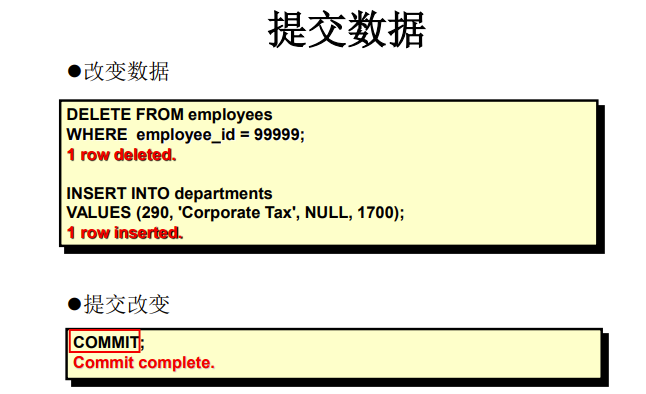 提交数据
●改变数据
DELETE FROM employees
WHERE employee_id = 99999;
1 row deleted.
INSERT INTO departments
VALUES (290, 'Corporate Tax', NULL, 1700);
1 row inserted.
●提交改变
COMMIT;
Commit complete.